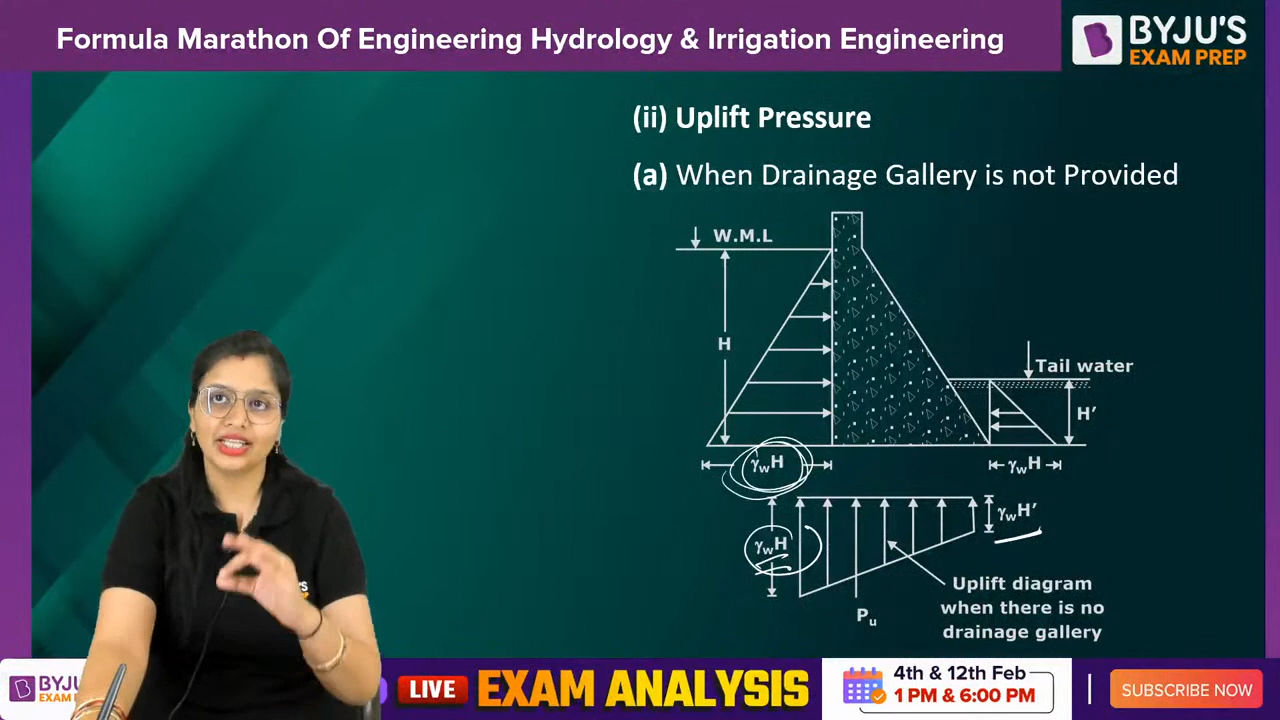 Formula Marathon Of Engineering Hydrology & Irrigation Engineering
BYJU'S
EXAM PREP
(ii) Uplift Pressure
(a) When Drainage Gallery is not Provided
W.M.L
H
Tail water
H'
γwH
γwH
γwH
γwH'
Uplift diagram
when there is no
drainage gallery
Pu
BYJU
EXAM
LIVE
EXAM ANALYSIS
4th & 12th Feb
1 PM & 6:00 PM
SUBSCRIBE NOW